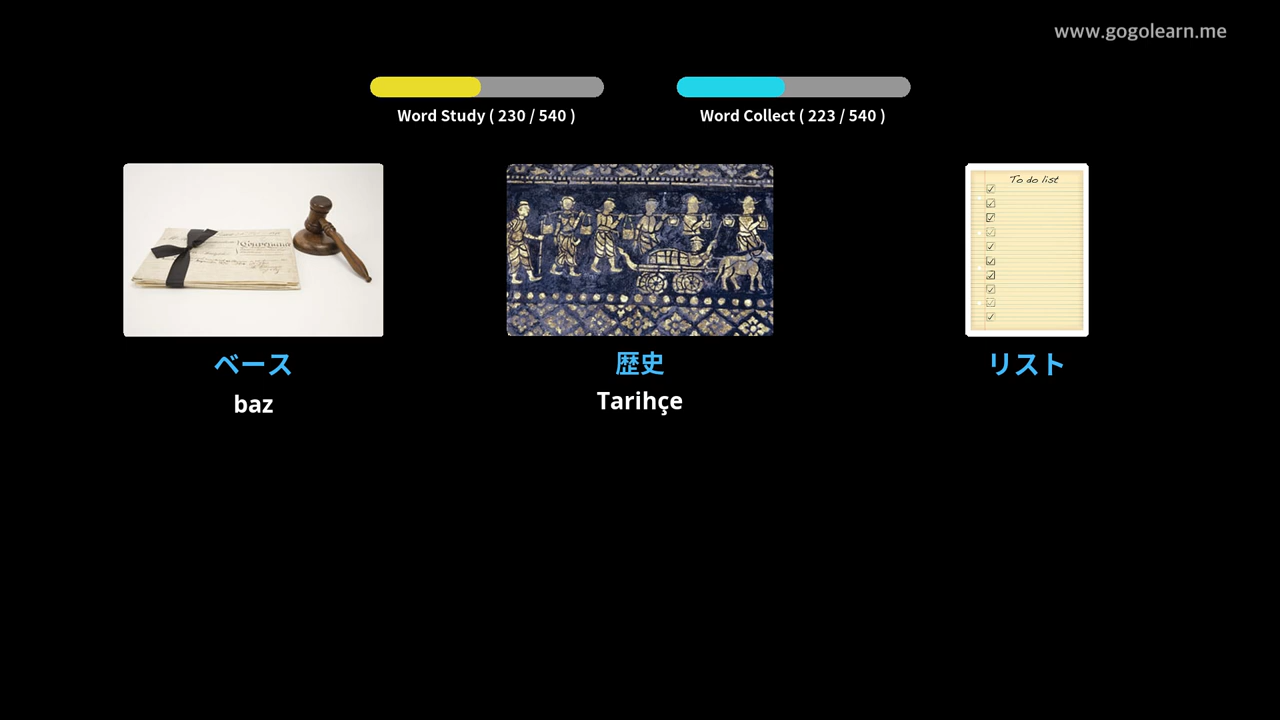 www.gogolearn.me
Word Study ( 230 / 540 )
Word Collect ( 223 / 540 )
To do list
ベース
歴史
リスト
baz
Tarihçe